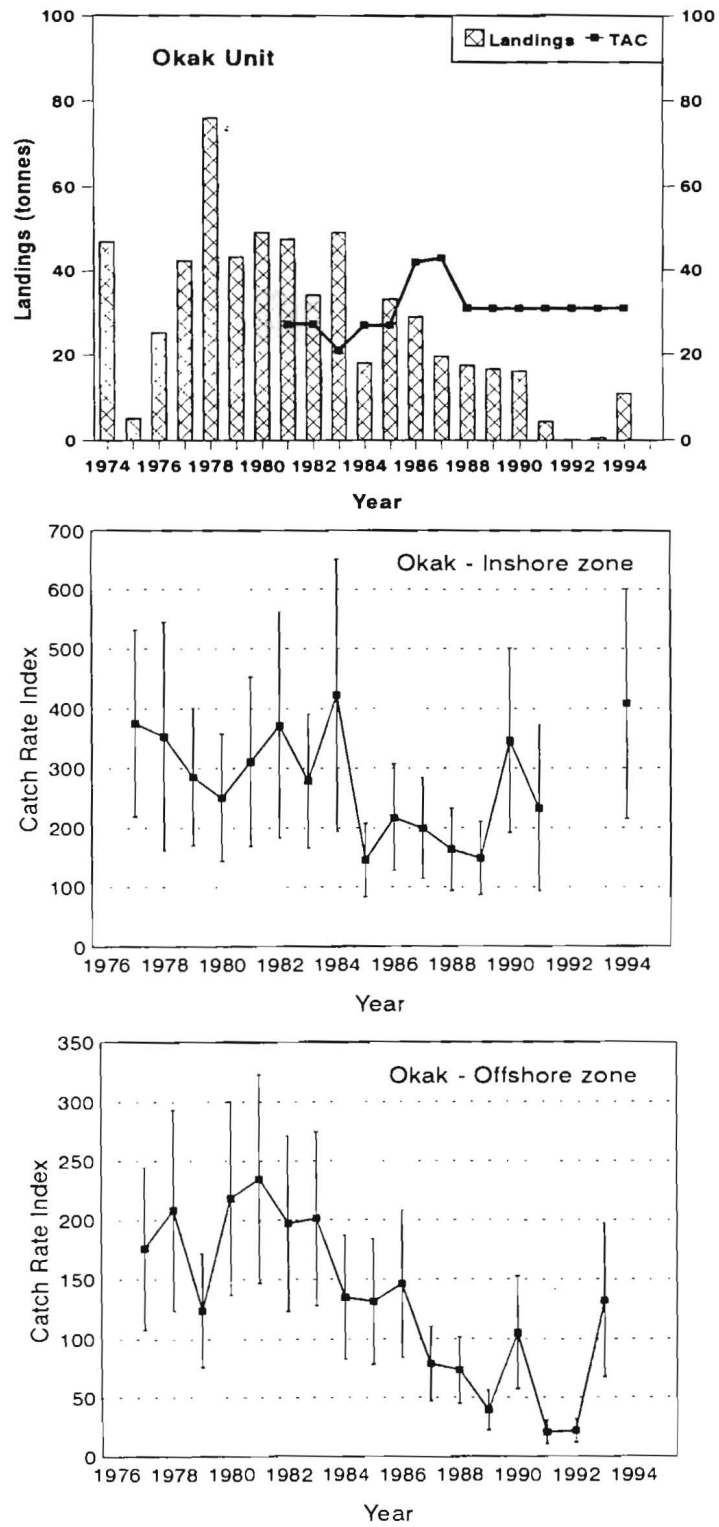 Okak Unit
Landings TAC
100 100
80 80
60 60
40 40
20 20
0 0
Landings (tonnes)
1974 1976 1978 1980 1982 1984 1986 1988 1990 1992 1994
Year
Okak - Inshore zone
700
600
500
400
300
200
100
0
Catch Rate Index
1976 1978 1980 1982 1984 1986 1988 1990 1992 1994
Year
Okak - Offshore zone
350
300
250
200
150
100
50
0
Catch Rate Index
1976 1978 1980 1982 1984 1986 1988 1990 1992 1994
Year